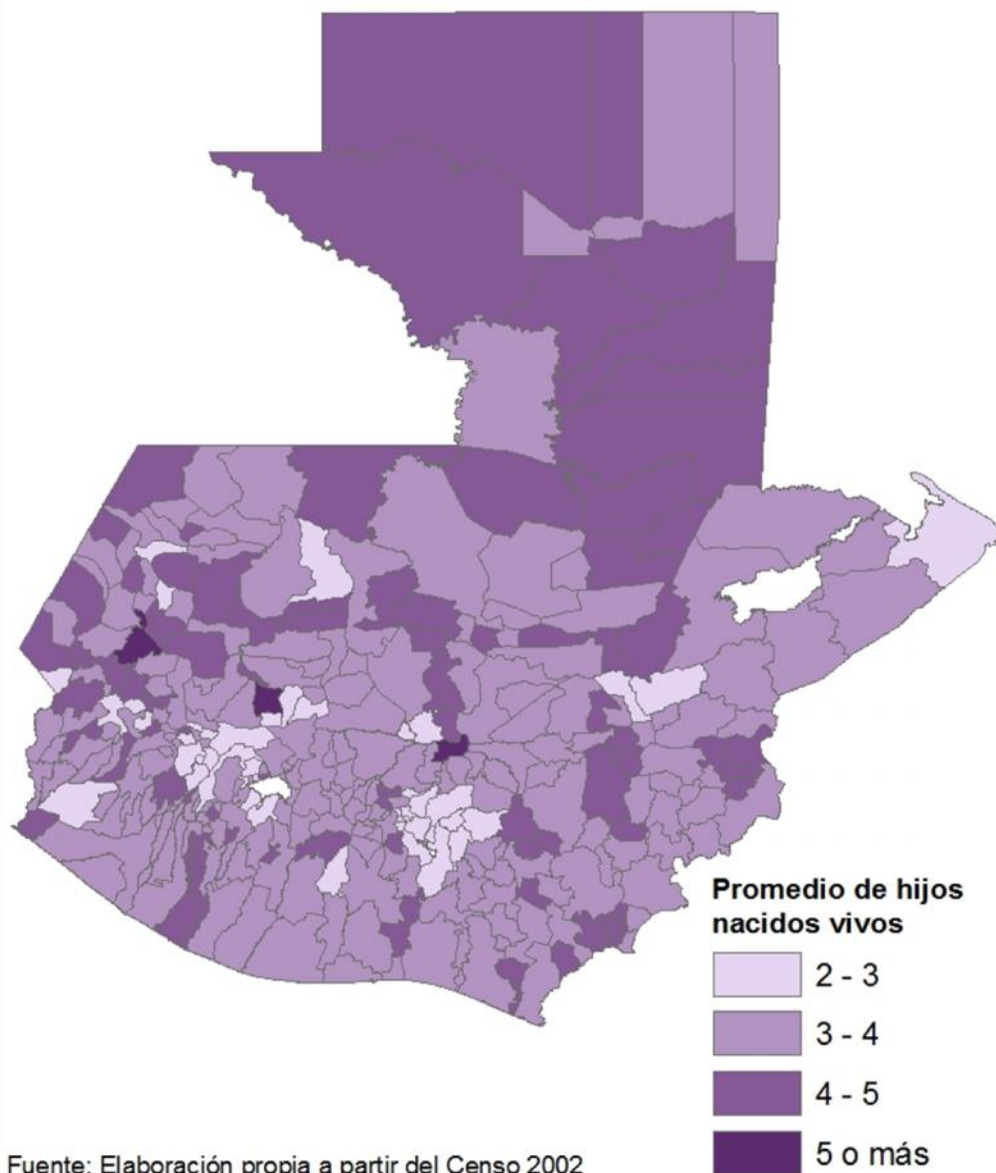 Promedio de hijos
nacidos vivos
2 - 3
3 - 4
4 - 5
5 o más
Fuente: Elaboración propia a partir del Censo 2002